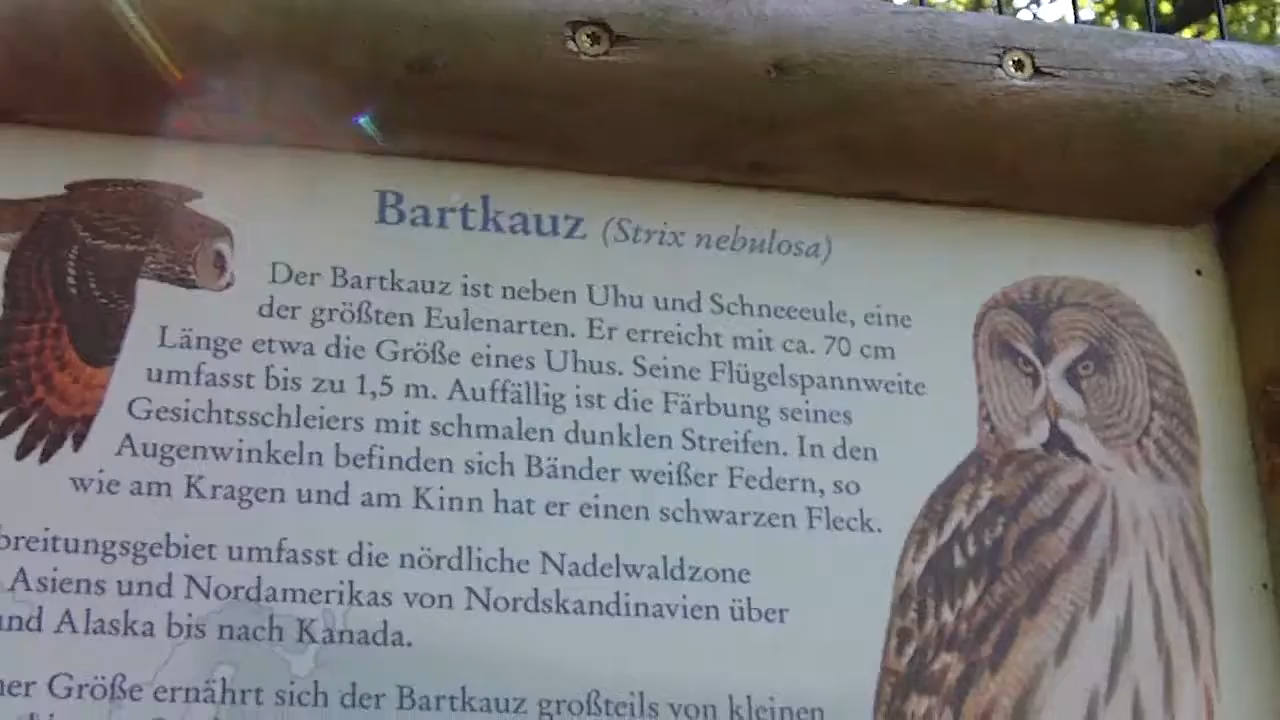 Bartkauz (Strix nebulosa)
Der Bartkauz ist neben Uhu und Schneeeule, eine
der größten Eulenarten. Er erreicht mit ca. 70 cm
Länge etwa die Größe eines Uhus. Seine Flügelspannweite
umfasst bis zu 1,5 m. Auffällig ist die Färbung seines
Gesichtsschleiers mit schmalen dunklen Streifen. In den
Augenwinkeln befinden sich Bänder weißer Federn, so
wie am Kragen und am Kinn hat er einen schwarzen Fleck.
breitungsgebiet umfasst die nördliche Nadelwaldzone
Asiens und Nordamerikas von Nordskandinavien über
nd Alaska bis nach Kanada.
er Größe ernährt sich der Bartkauz großteils von kleinen